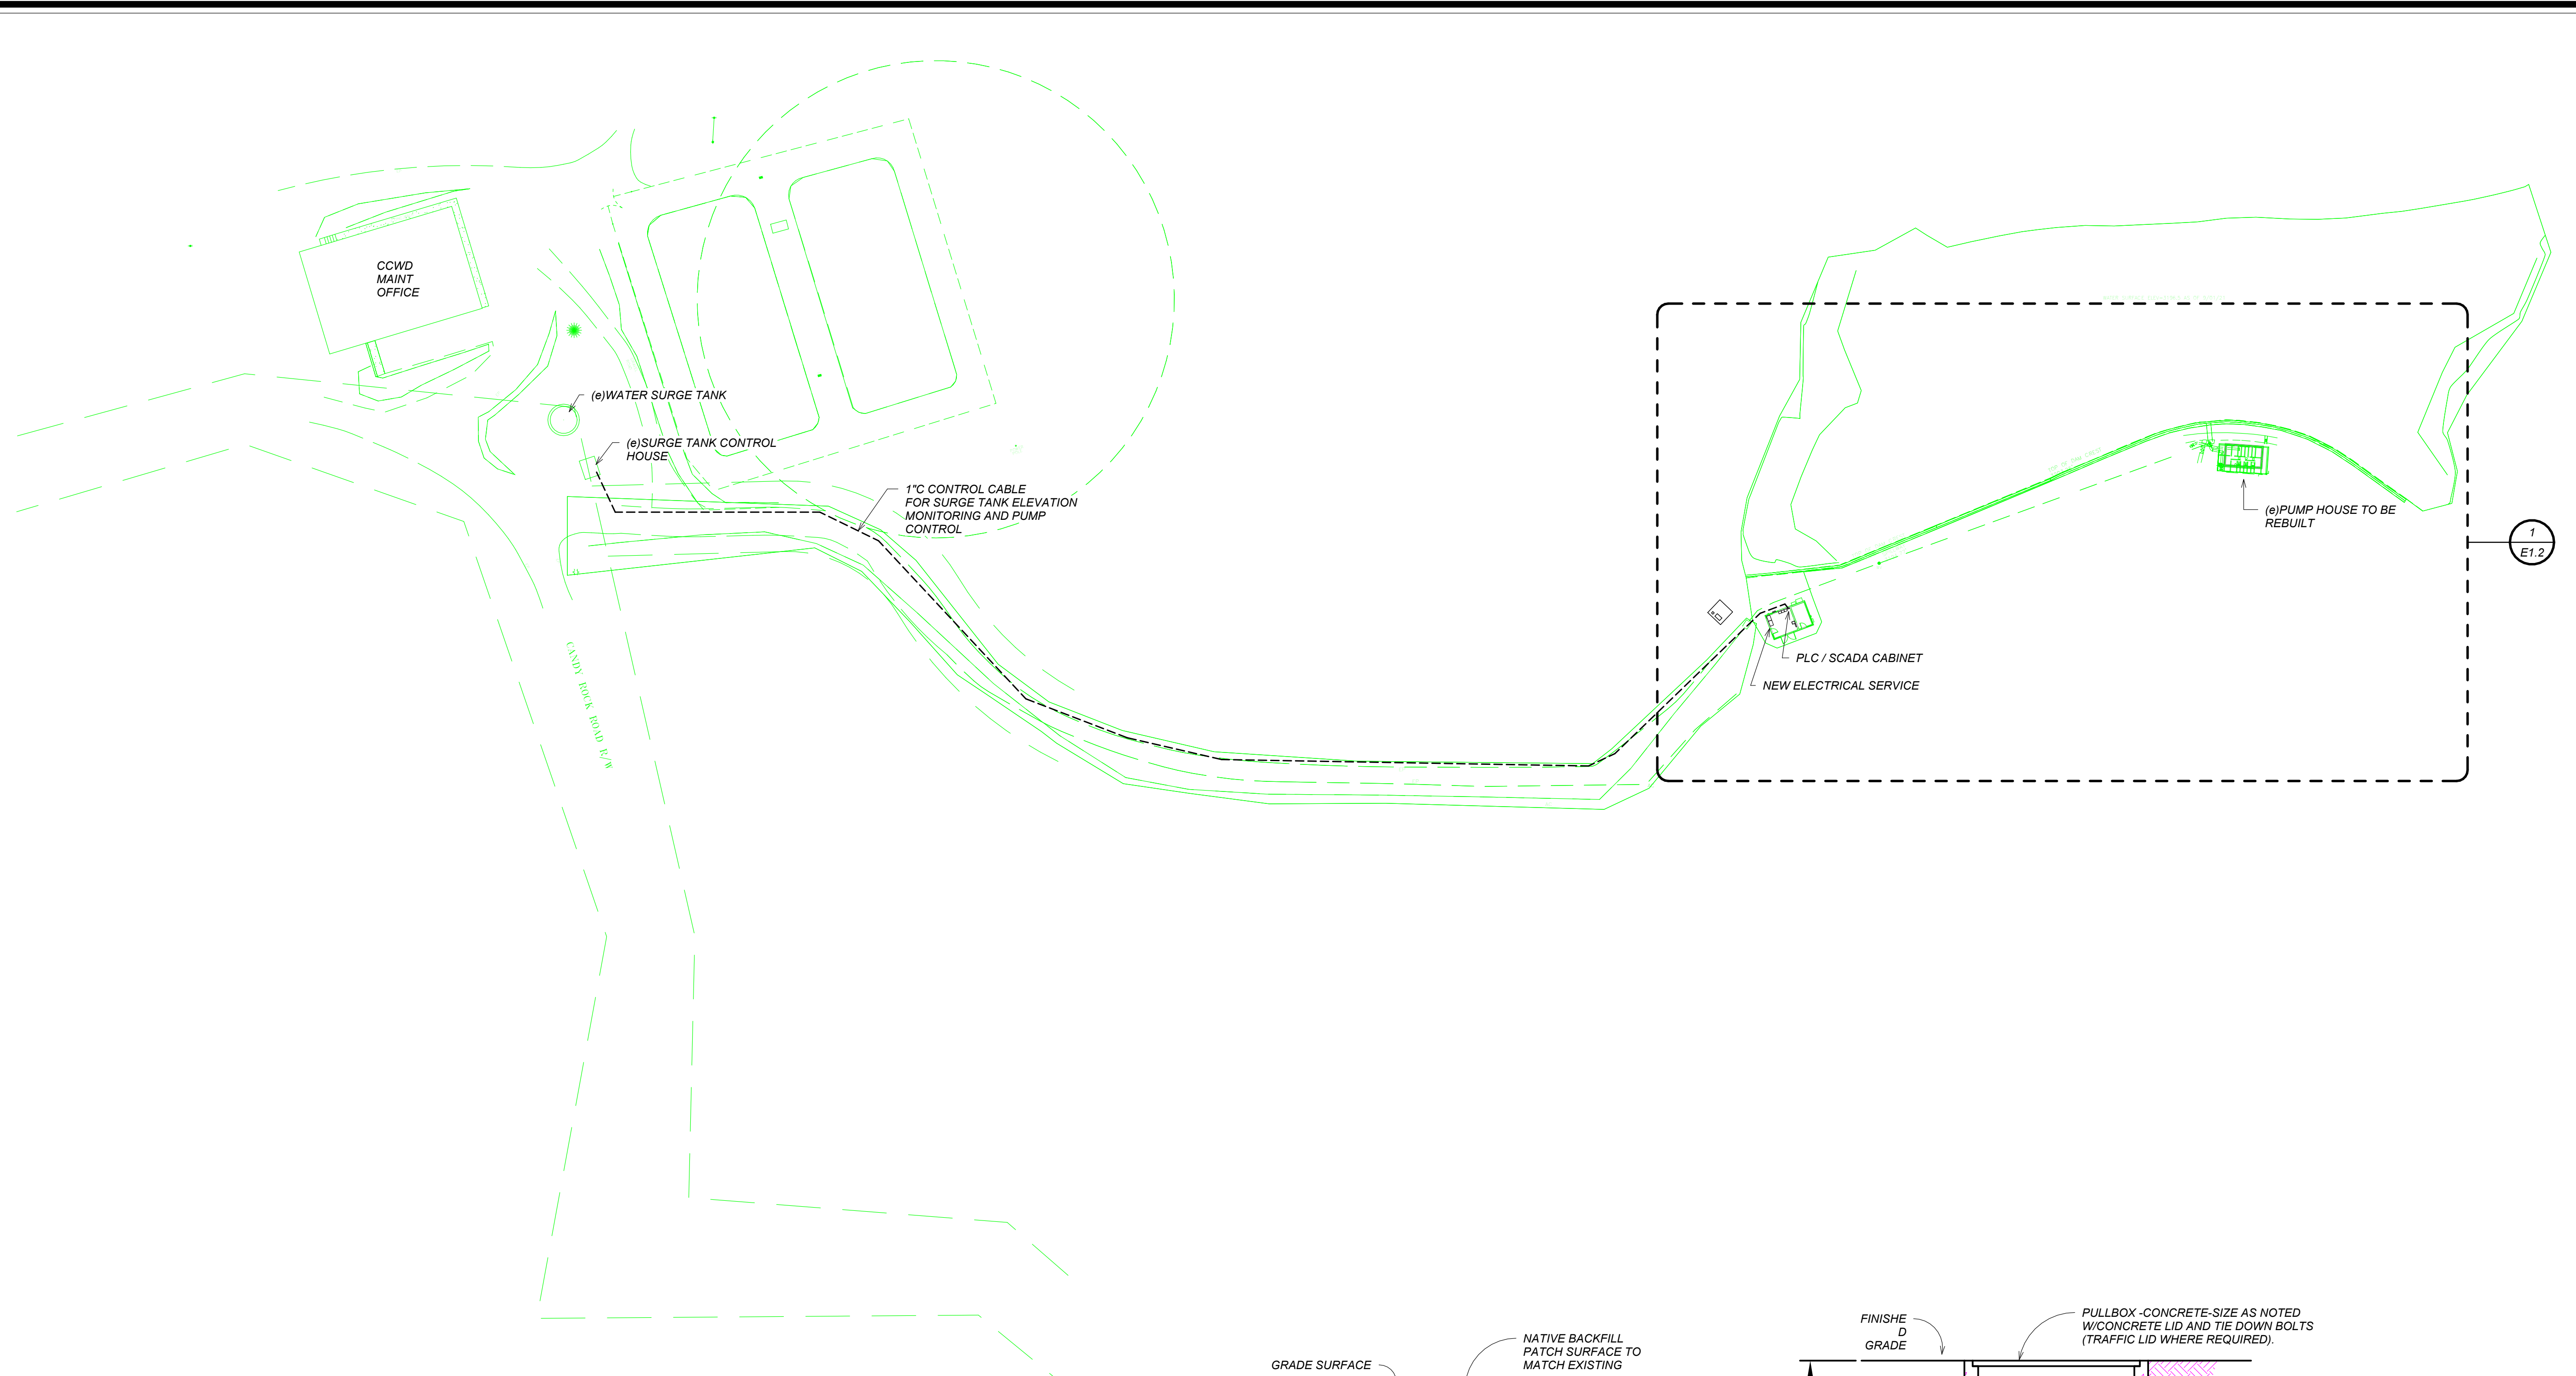 CCWD
MAINT
OFFICE
(e)WATER SURGE TANK
(e)SURGE TANK CONTROL
HOUSE
1"C CONTROL CABLE
FOR SURGE TANK ELEVATION
MONITORING AND PUMP
CONTROL
(e)PUMP HOUSE TO BE
REBUILT
1
E1.2
PLC / SCADA CABINET
NEW ELECTRICAL SERVICE
CANDY ROCK ROAD R/W
FINISHE
D
GRADE
PULLBOX -CONCRETE-SIZE AS NOTED
W/CONCRETE LID AND TIE DOWN BOLTS
(TRAFFIC LID WHERE REQUIRED).
NATIVE BACKFILL
PATCH SURFACE TO
MATCH EXISTING
GRADE SURFACE